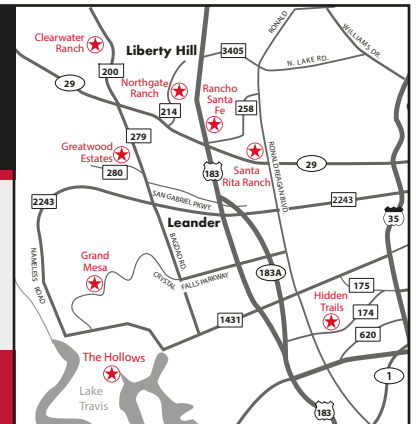 RONALD
WILLIAMS DR.
Clearwater
Ranch
Liberty Hill
3405
N. LAKE RD.
200
29
Northgate
Ranch
Rancho
Santa
Fe
214
258
279
Greatwood
Estates
280
183
Santa
Rita Ranch
RONALD REAGAN BLVD.
29
2243
SAN GABRIEL PKWY.
2243
Leander
35
NAMELESS ROAD
BAGDAD RD.
Grand
Mesa
CRYSTAL FALLS PARKWAY
183A
175
Hidden
Trails
174
1431
620
The Hollows
Lake
Travis
1
183